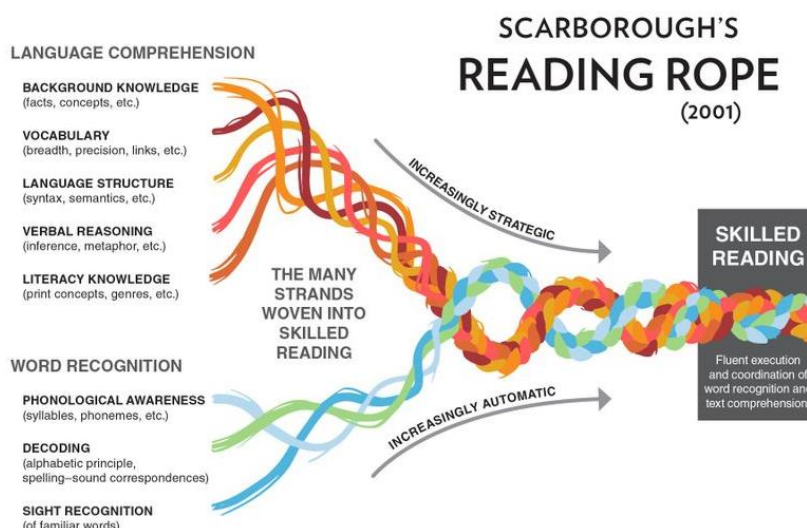 SCARBOROUGH'S
READING ROPE
(2001)
LANGUAGE COMPREHENSION
BACKGROUND KNOWLEDGE
(facts, concepts, etc.)
VOCABULARY
(breadth, precision, links, etc.)
LANGUAGE STRUCTURE
(syntax, semantics, etc.)
VERBAL REASONING
(inference, metaphor, etc.)
LITERACY KNOWLEDGE
(print concepts, genres, etc.)
THE MANY
STRANDS
WOVEN INTO
SKILLED
READING
WORD RECOGNITION
PHONOLOGICAL AWARENESS
(syllables, phonemes, etc.)
DECODING
(alphabetic principle,
spelling–sound correspondences)
SIGHT RECOGNITION
(of familiar words)
INCREASINGLY STRATEGIC
INCREASINGLY AUTOMATIC
SKILLED
READING
Fluent execution
and coordination of
word recognition and
text comprehension